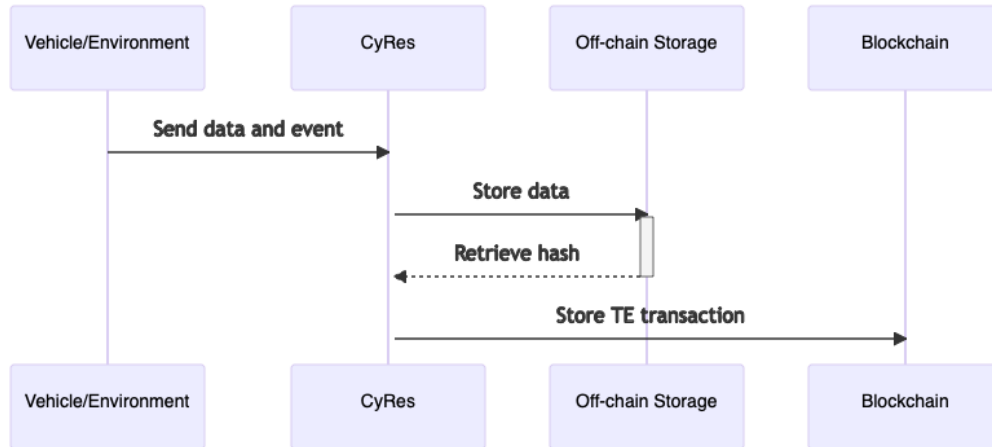 Vehicle/Environment
CyRes
Off-chain Storage
Blockchain
Send data and event
Store data
Retrieve hash
Store TE transaction
Vehicle/Environment
CyRes
Off-chain Storage
Blockchain